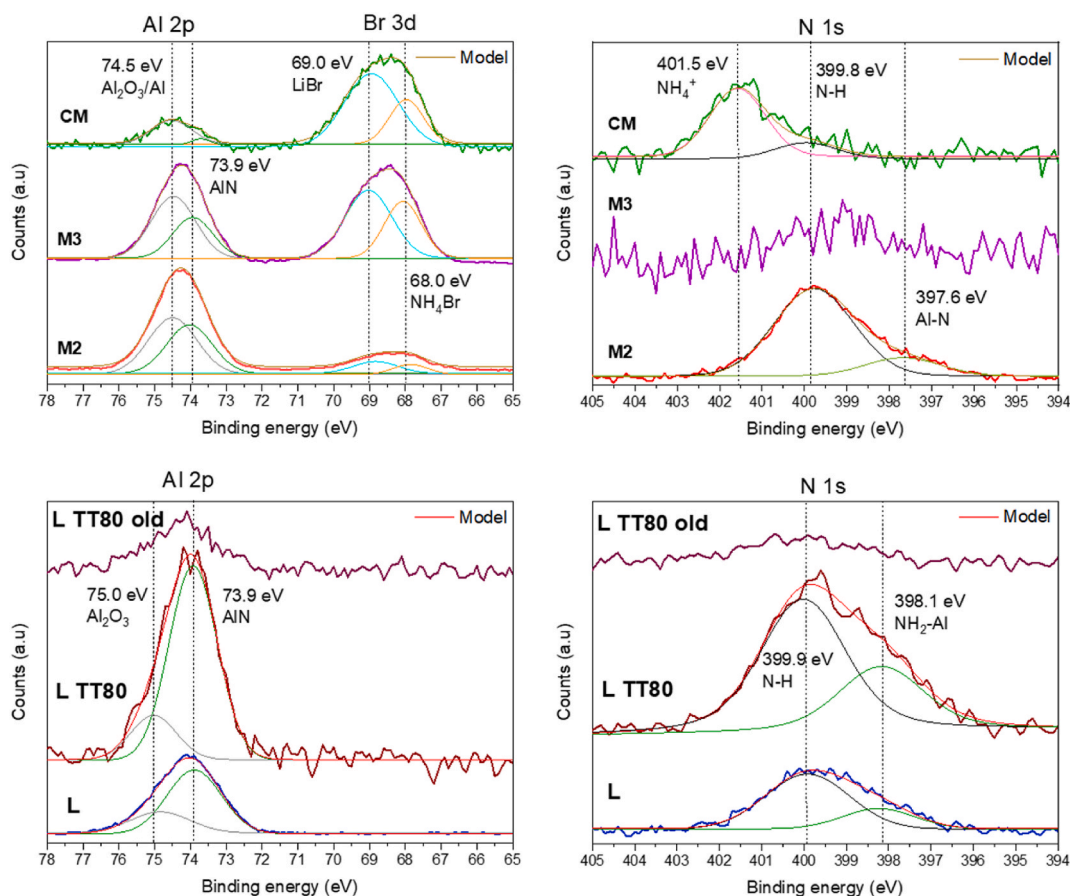 Al 2p
Br 3d
Model
74.5 eV
Al₂O₃/Al
69.0 eV
LiBr
CM
73.9 eV
AlN
M3
68.0 eV
NH₄Br
M2
Counts (a.u)
78 77 76 75 74 73 72 71 70 69 68 67 66 65
Binding energy (eV)
N 1s
Model
401.5 eV
NH₄⁺
399.8 eV
N-H
CM
M3
397.6 eV
Al-N
M2
Counts (a.u)
405 404 403 402 401 400 399 398 397 396 395 394
Binding energy (eV)
Al 2p
L TT80 old
Model
75.0 eV
Al₂O₃
73.9 eV
AlN
L TT80
L
Counts (a.u)
78 77 76 75 74 73 72 71 70 69 68 67 66 65
Binding energy (eV)
N 1s
L TT80 old
Model
398.1 eV
NH₂-Al
399.9 eV
N-H
L TT80
L
Counts (a.u)
405 404 403 402 401 400 399 398 397 396 395 394
Binding energy (eV)